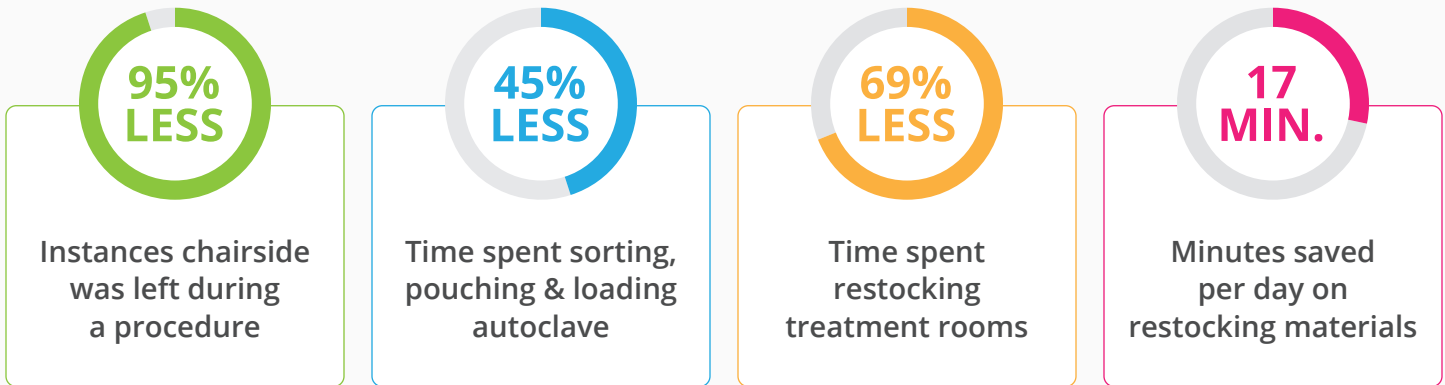 95%
LESS
Instances chairside
was left during
a procedure
45%
LESS
Time spent sorting,
pouching & loading
autoclave
69%
LESS
Time spent
restocking
treatment rooms
17
MIN.
Minutes saved
per day on
restocking materials